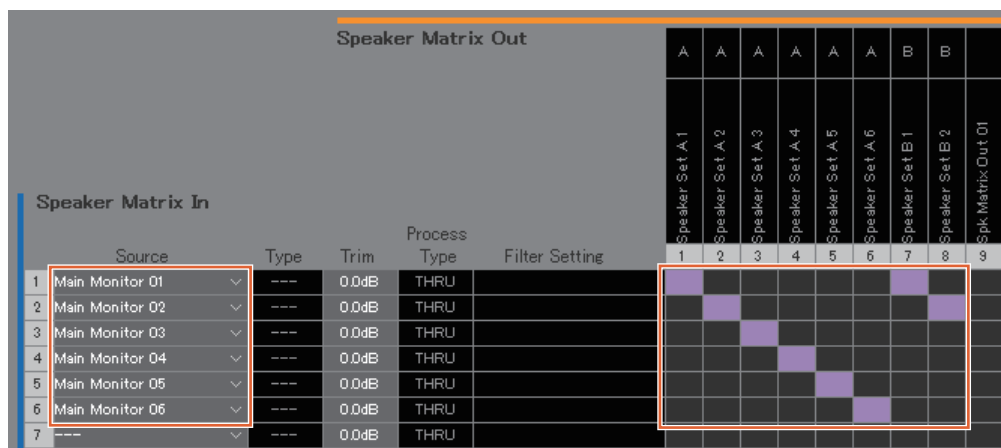 Speaker Matrix Out
A A A A A A B B
Speaker Set A 1
Speaker Set A 2
Speaker Set A 3
Speaker Set A 4
Speaker Set A 5
Speaker Set A 6
Speaker Set B 1
Speaker Set B 2
Spk Matrix Out 01
Speaker Matrix In
Source Type Trim Process Type Filter Setting 1 2 3 4 5 6 7 8 9
1 Main Monitor 01 --- 0.0dB THRU
2 Main Monitor 02 --- 0.0dB THRU
3 Main Monitor 03 --- 0.0dB THRU
4 Main Monitor 04 --- 0.0dB THRU
5 Main Monitor 05 --- 0.0dB THRU
6 Main Monitor 06 --- 0.0dB THRU
7 --- --- 0.0dB THRU